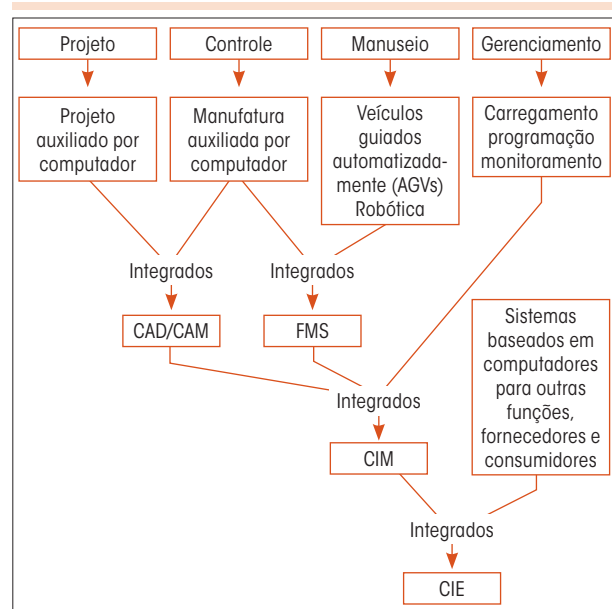 Projeto
Controle
Manuseio
Gerenciamento
Projeto
auxiliado por
computador
Manufatura
auxiliada por
computador
Veículos
guiados
automatizada-
mente (AGVs)
Robótica
Carregamento
programação
monitoramento
Integrados
Integrados
CAD/CAM
FMS
Sistemas
baseados em
computadores
para outras
funções,
fornecedores e
consumidores
Integrados
CIM
Integrados
CIE